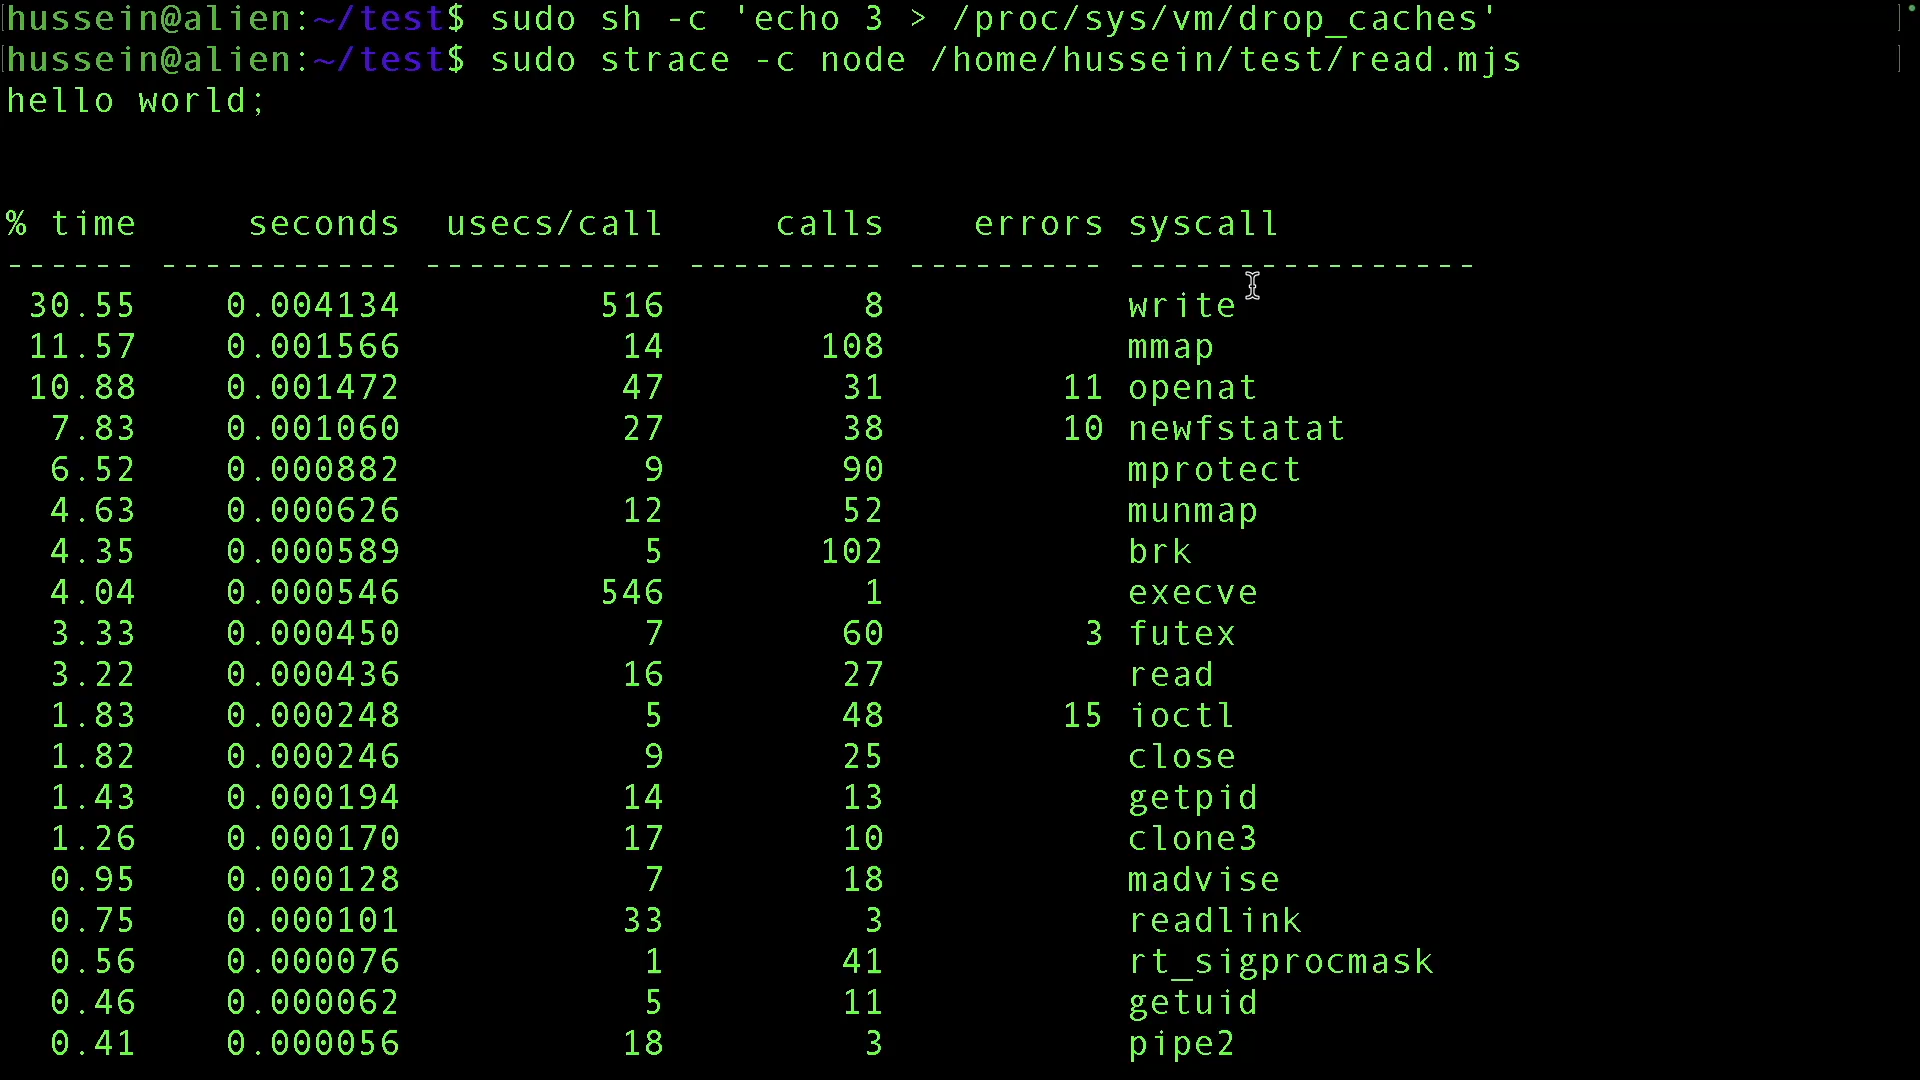 hussein@alien:~/test$ sudo sh -c 'echo 3 > /proc/sys/vm/drop_caches'
hussein@alien:~/test$ sudo strace -c node /home/hussein/test/read.mjs
hello world;
% time     seconds  usecs/call     calls    errors syscall
------ ----------- ----------- --------- --------- ----------------
 30.55    0.004134         516         8           write
 11.57    0.001566          14       108           mmap
 10.88    0.001472          47        31        11 openat
  7.83    0.001060          27        38        10 newfstatat
  6.52    0.000882           9        90           mprotect
  4.63    0.000626          12        52           munmap
  4.35    0.000589           5       102           brk
  4.04    0.000546         546         1           execve
  3.33    0.000450           7        60         3 futex
  3.22    0.000436          16        27           read
  1.83    0.000248           5        48        15 ioctl
  1.82    0.000246           9        25           close
  1.43    0.000194          14        13           getpid
  1.26    0.000170          17        10           clone3
  0.95    0.000128           7        18           madvise
  0.75    0.000101          33         3           readlink
  0.56    0.000076           1        41           rt_sigprocmask
  0.46    0.000062           5        11           getuid
  0.41    0.000056          18         3           pipe2